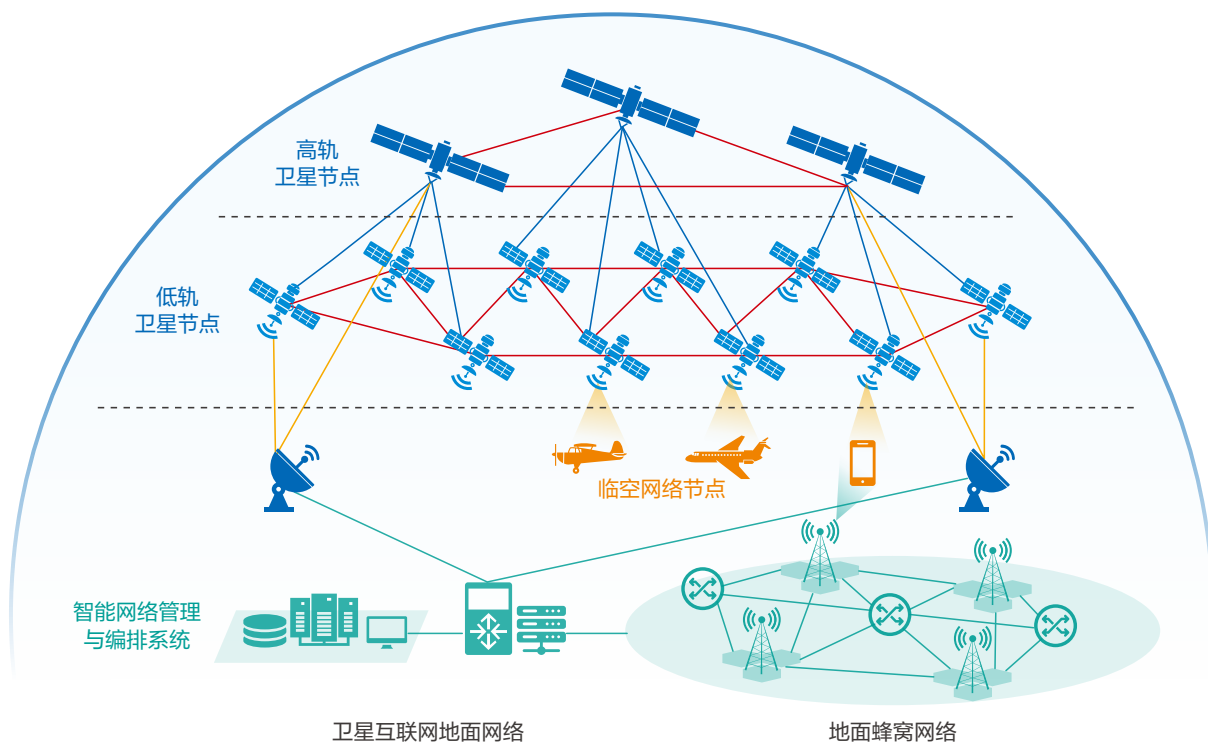 高轨
卫星节点
低轨
卫星节点
临空网络节点
智能网络管理
与编排系统
卫星互联网地面网络
地面蜂窝网络